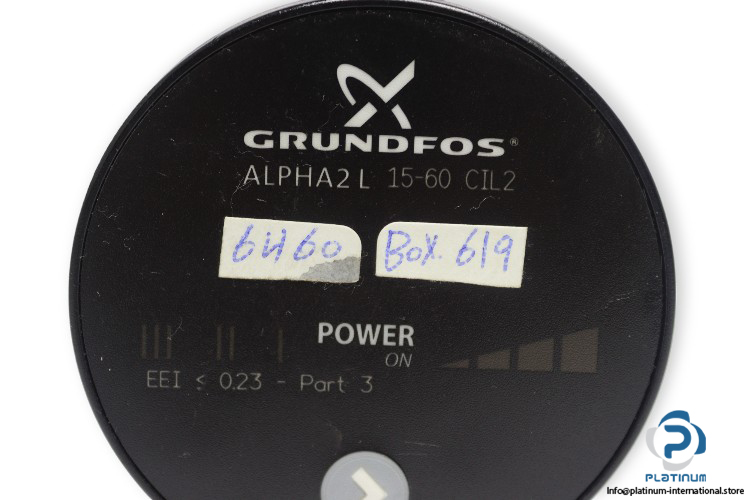 GRUNDFOS®
ALPHA2 L 15-60 CIL2
6H60 BOX. 619
POWER
ON
EEI ≤ 0.23 - Part 3
PLATINUM
Info@platinum-international.store